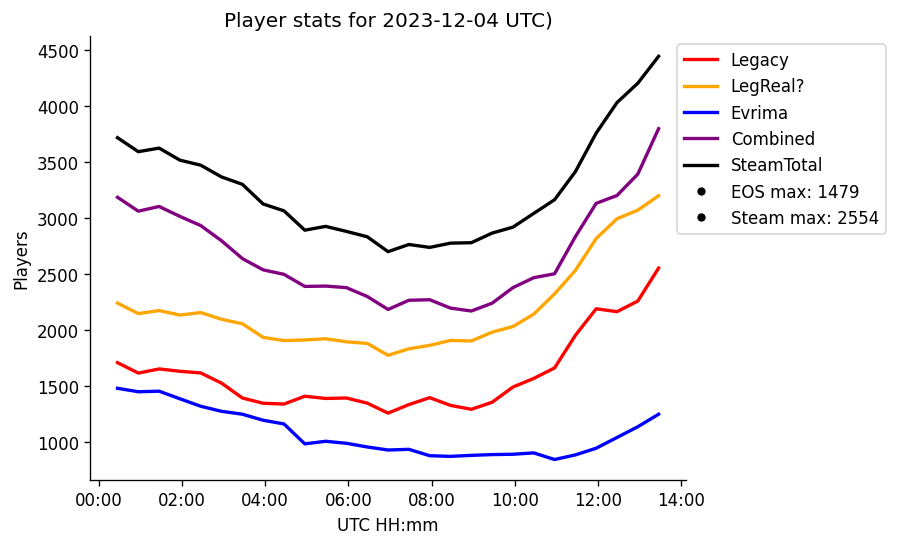 Player stats for 2023-12-04 UTC)
4500
4000
3500
3000
2500
2000
1500
1000
Players
00:00 02:00 04:00 06:00 08:00 10:00 12:00 14:00
UTC HH:mm
Legacy
LegReal?
Evrima
Combined
SteamTotal
EOS max: 1479
Steam max: 2554